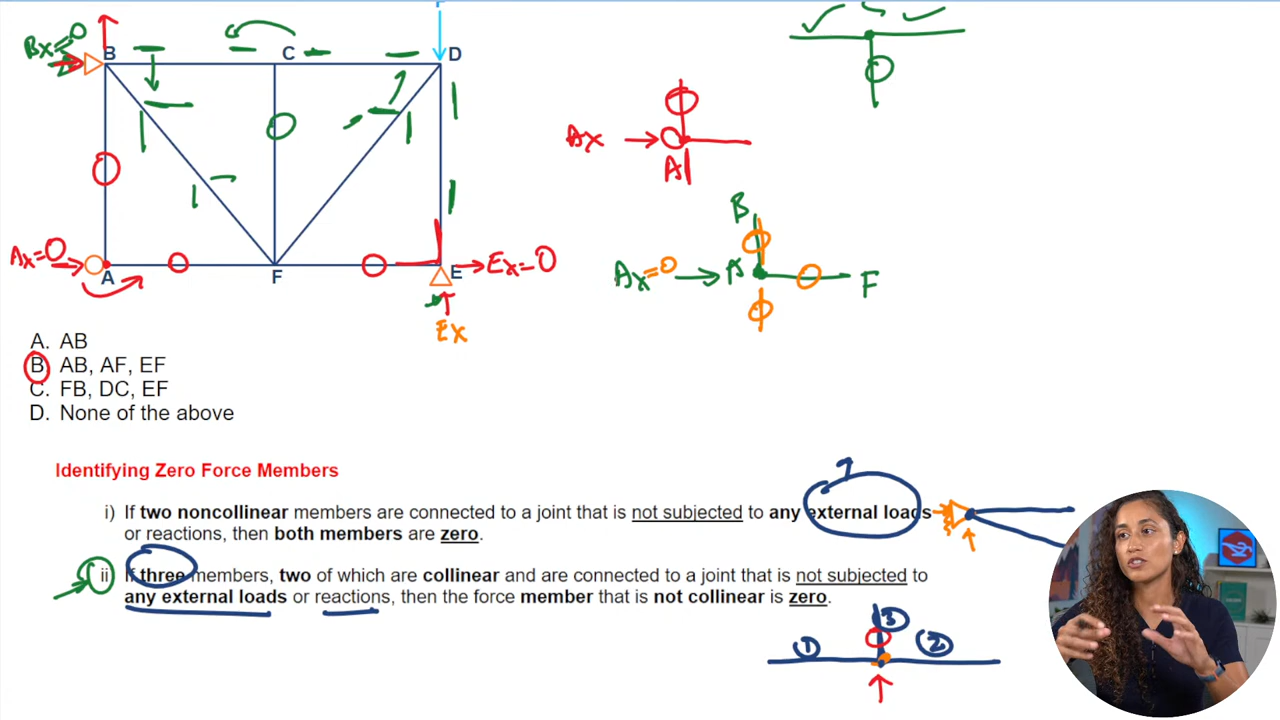 Bx=0
B
C
D
Ax
A
B
Ax=0
A
F
E
Ex=0
Ax=0
A
F
Ex
A. AB
B. AB, AF, EF
C. FB, DC, EF
D. None of the above
Identifying Zero Force Members
i) If two noncollinear members are connected to a joint that is not subjected to any external loads
or reactions, then both members are zero.
ii) If three members, two of which are collinear and are connected to a joint that is not subjected to
any external loads or reactions, then the force member that is not collinear is zero.
1
3
2